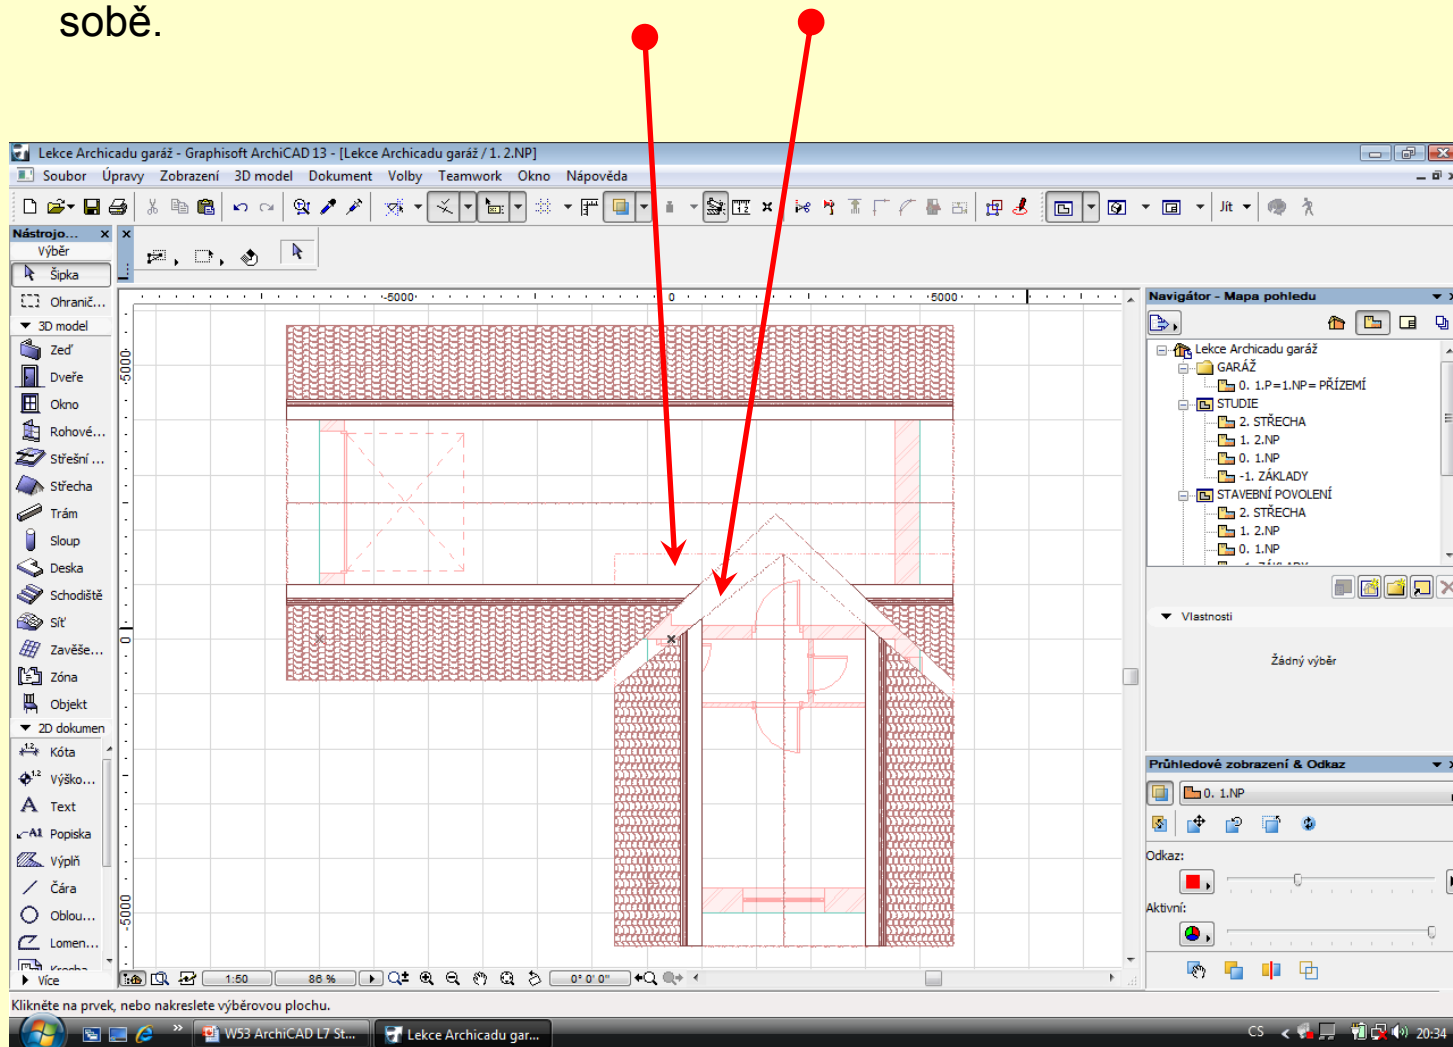 sobě.
Lekce Archicadu garáž - Graphisoft ArchiCAD 13 - [Lekce Archicadu garáž / 1. 2.NP]
Soubor Úpravy Zobrazení 3D model Dokument Volby Teamwork Okno Nápověda
Jít
Nástrojo...
Výběr
Šipka
Ohranič...
3D model
Zeď
Dveře
Okno
Rohové...
Střešní ...
Střecha
Trám
Sloup
Deska
Schodiště
Síť
Zavěše...
Zóna
Objekt
2D dokumen
Kóta
Výško...
Text
Popiska
Výplň
Čára
Oblou...
Lomen...
Více
-5000
0
5000
5000
0
-5000
Navigátor - Mapa pohledu
Lekce Archicadu garáž
GARÁŽ
0. 1.P=1.NP= PŘÍZEMÍ
STUDIE
2. STŘECHA
1. 2.NP
0. 1.NP
-1. ZÁKLADY
STAVEBNÍ POVOLENÍ
2. STŘECHA
1. 2.NP
0. 1.NP
Vlastnosti
Žádný výběr
Průhledové zobrazení & Odkaz
0. 1.NP
Odkaz:
Aktivní:
1:50
86 %
0° 0' 0"
Klikněte na prvek, nebo nakreslete výběrovou plochu.
W53 ArchiCAD L7 St...
Lekce Archicadu gar...
CS
20:34